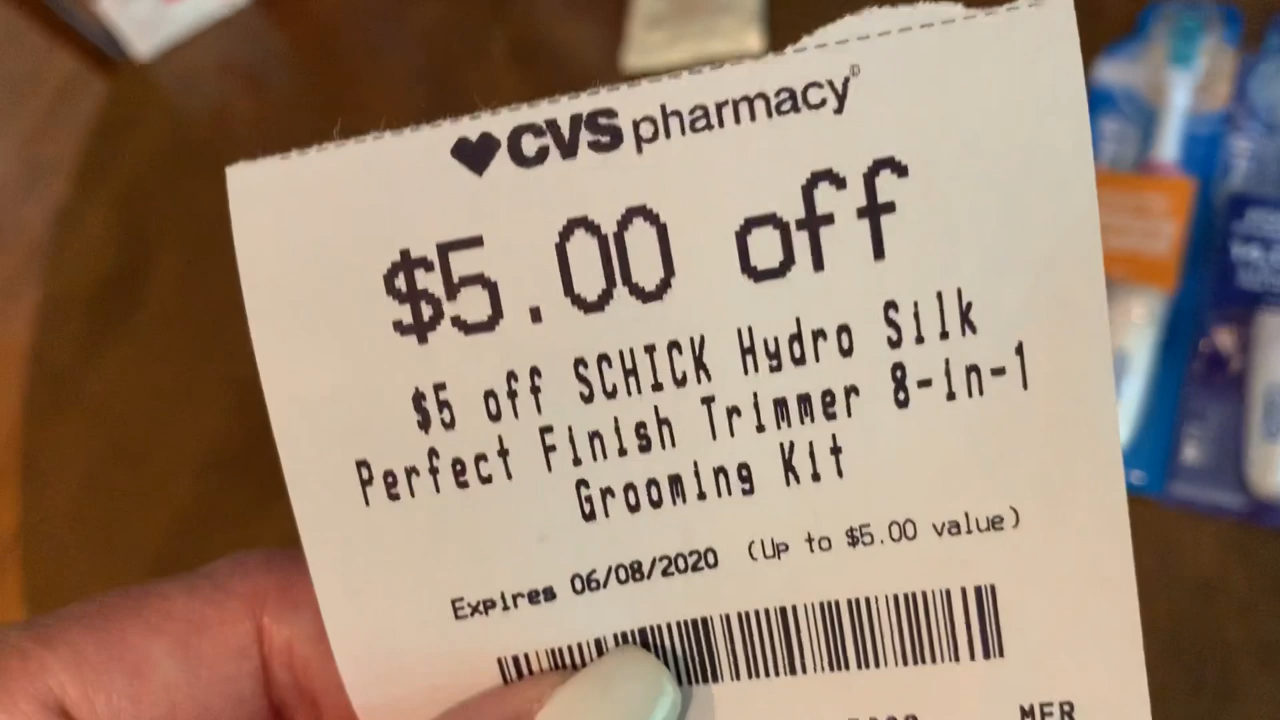 CVS pharmacy®
$5.00 off
$5 off SCHICK Hydro Silk
Perfect Finish Trimmer 8-in-1
Grooming Kit
Expires 06/08/2020 (Up to $5.00 value)
MFR